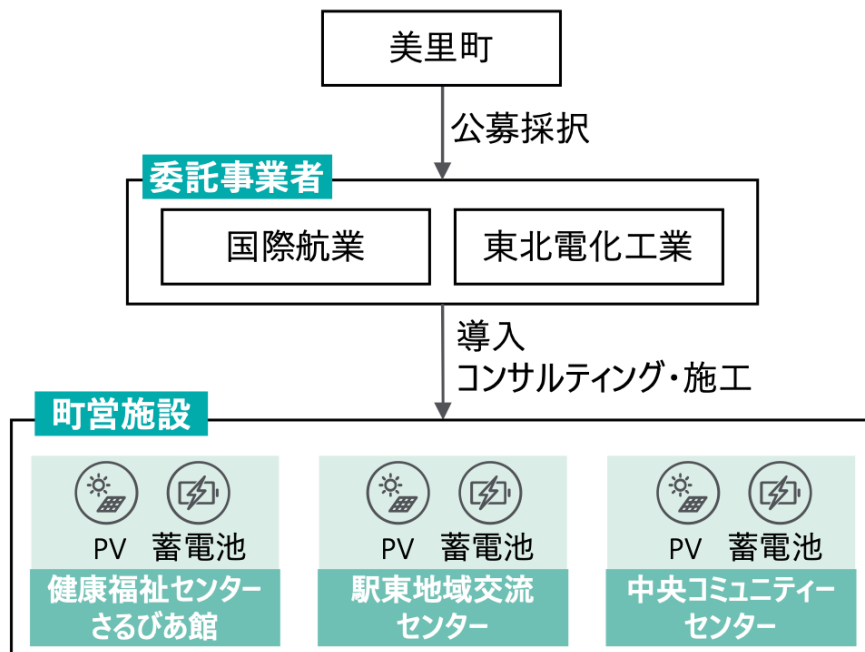 美里町
公募採択
委託事業者
国際航業
東北電化工業
導入
コンサルティング・施工
町営施設
PV 蓄電池
健康福祉センター
さるびあ館
PV 蓄電池
駅東地域交流
センター
PV 蓄電池
中央コミュニティー
センター